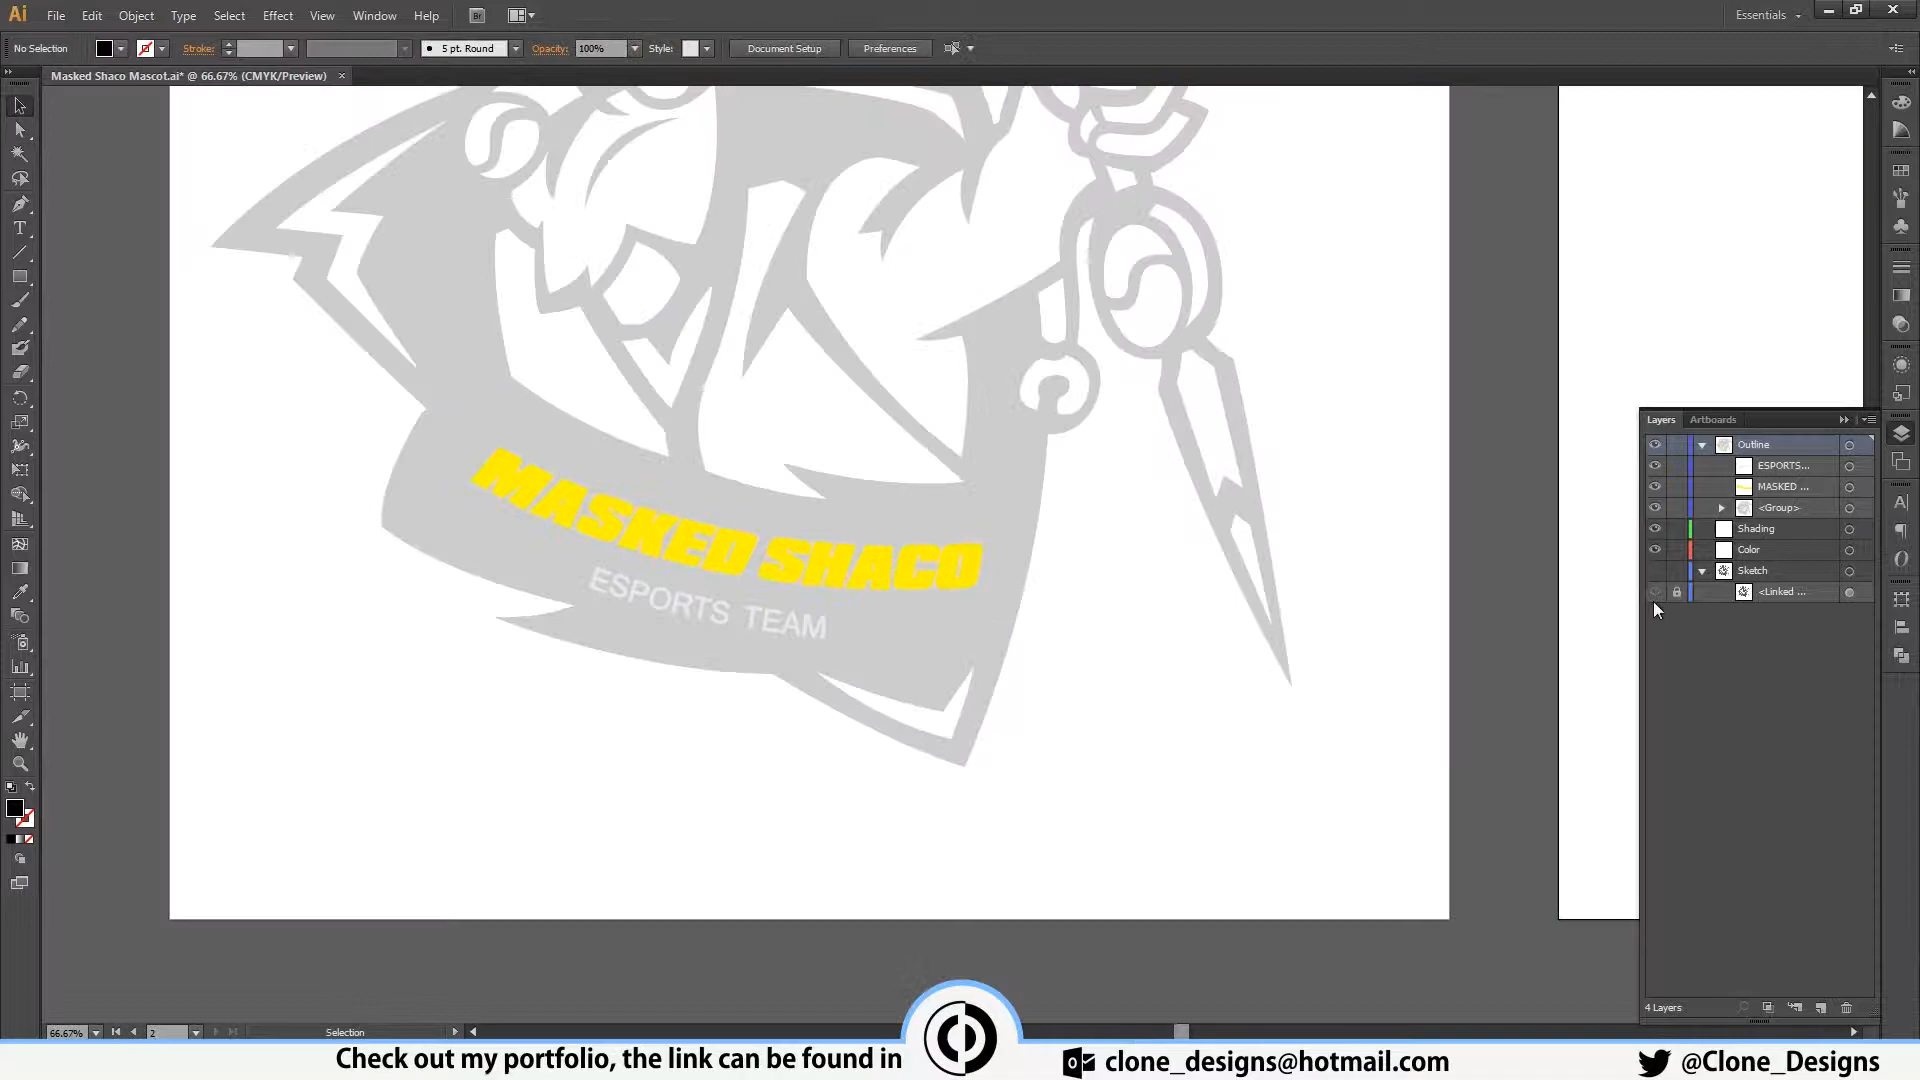 Ai File Edit Object Type Select Effect View Window Help Br Essentials
No Selection Stroke: 5 pt. Round Opacity: 100% Style: Document Setup Preferences
Masked Shaco Mascot.ai* @ 66.67% (CMYK/Preview)
Layers Artboards
Outline
ESPORTS...
MASKED ...
<Group>
Shading
Color
Sketch
<Linked ...
MASKED SHACO
ESPORTS TEAM
4 Layers
66.67% 2 Selection
Check out my portfolio, the link can be found in
clone_designs@hotmail.com
@Clone_Designs